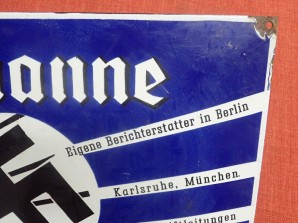 anne
Eigene Berichterstatter in Berlin
Karlsruhe, München